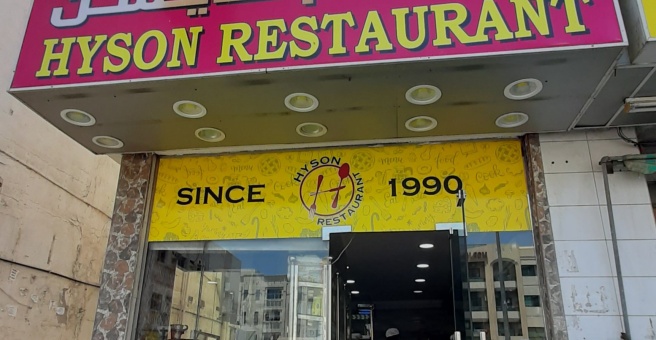 HYSON RESTAURANT
SINCE
HYSON
H
RESTAURANT
1990